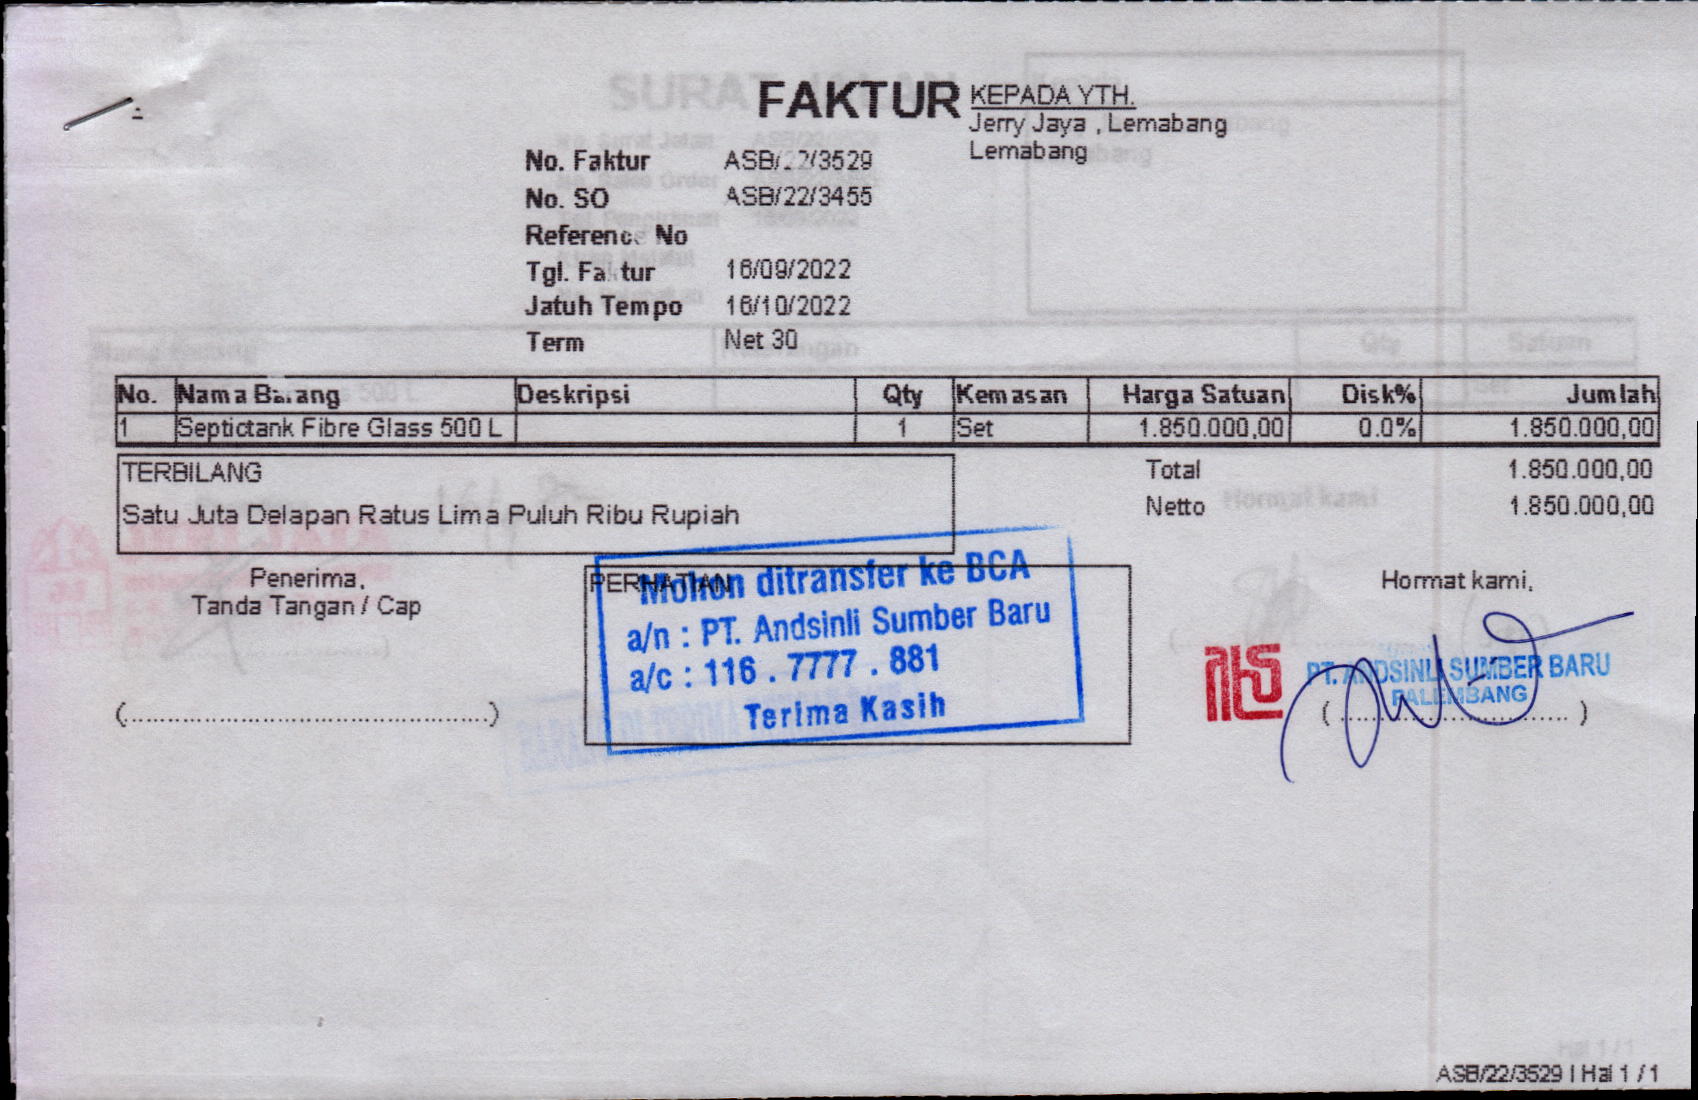 FAKTUR
KEPADA YTH.
Jerry Jaya , Lemabang
Lemabang
No. Faktur ASB/22/3529
No. SO ASB/22/3455
Reference No
Tgl. Faktur 16/09/2022
Jatuh Tempo 16/10/2022
Term Net 30
No. Nama Barang Deskripsi Qty Kemasan Harga Satuan Disk% Jumlah
1 Septictank Fibre Glass 500 L 1 Set 1.850.000,00 0.0% 1.850.000,00
TERBILANG
Satu Juta Delapan Ratus Lima Puluh Ribu Rupiah
Total 1.850.000,00
Netto 1.850.000,00
Penerima,
Tanda Tangan / Cap
(................................................)
PERHATIAN
Mohon ditransfer ke BCA
a/n : PT. Andsinli Sumber Baru
a/c : 116 . 7777 . 881
Terima Kasih
Hormat kami,
PT. ANDSINLI SUMBER BARU
PALEMBANG
( .............................. )
ASB/22/3529 | Hal 1 / 1